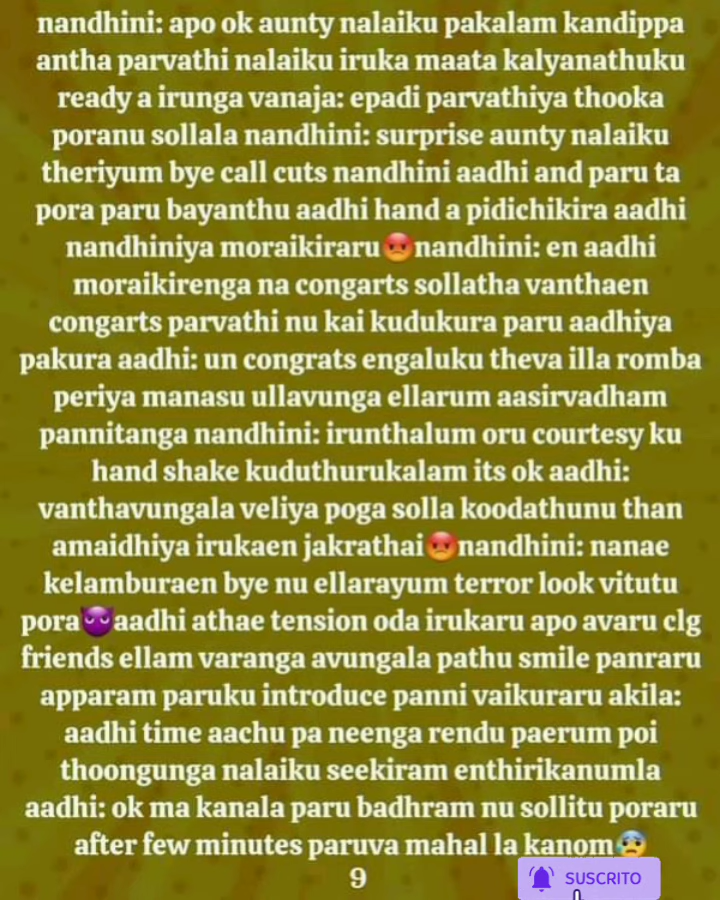 nandhini: apo ok aunty nalaiku pakalam kandippa
antha parvathi nalaiku iruka maata kalyanathuku
ready a irunga vanaja: epadi parvathiya thooka
poranu sollala nandhini: surprise aunty nalaiku
theriyum bye call cuts nandhini aadhi and paru ta
pora paru bayanthu aadhi hand a pidichikira aadhi
nandhiniya moraikiraru😡nandhini: en aadhi
moraikirenga na congarts sollatha vanthaen
congarts parvathi nu kai kudukura paru aadhiya
pakura aadhi: un congrats engaluku theva illa romba
periya manasu ullavunga ellarum aasirvadham
pannitanga nandhini: irunthalum oru courtesy ku
hand shake kuduthurukalam its ok aadhi:
vanthavungala veliya poga solla koodathunu than
amaidhiya irukaen jakrathai😡nandhini: nanae
kelamburaen bye nu ellarayum terror look vitutu
pora😈aadhi athae tension oda irukaru apo avaru clg
friends ellam varanga avungala pathu smile panraru
apparam paruku introduce panni vaikuraru akila:
aadhi time aachu pa neenga rendu paerum poi
thoongunga nalaiku seekiram enthirikanumla
aadhi: ok ma kanala paru badhram nu sollitu poraru
after few minutes paruva mahal la kanom😰
9
SUSCRITO